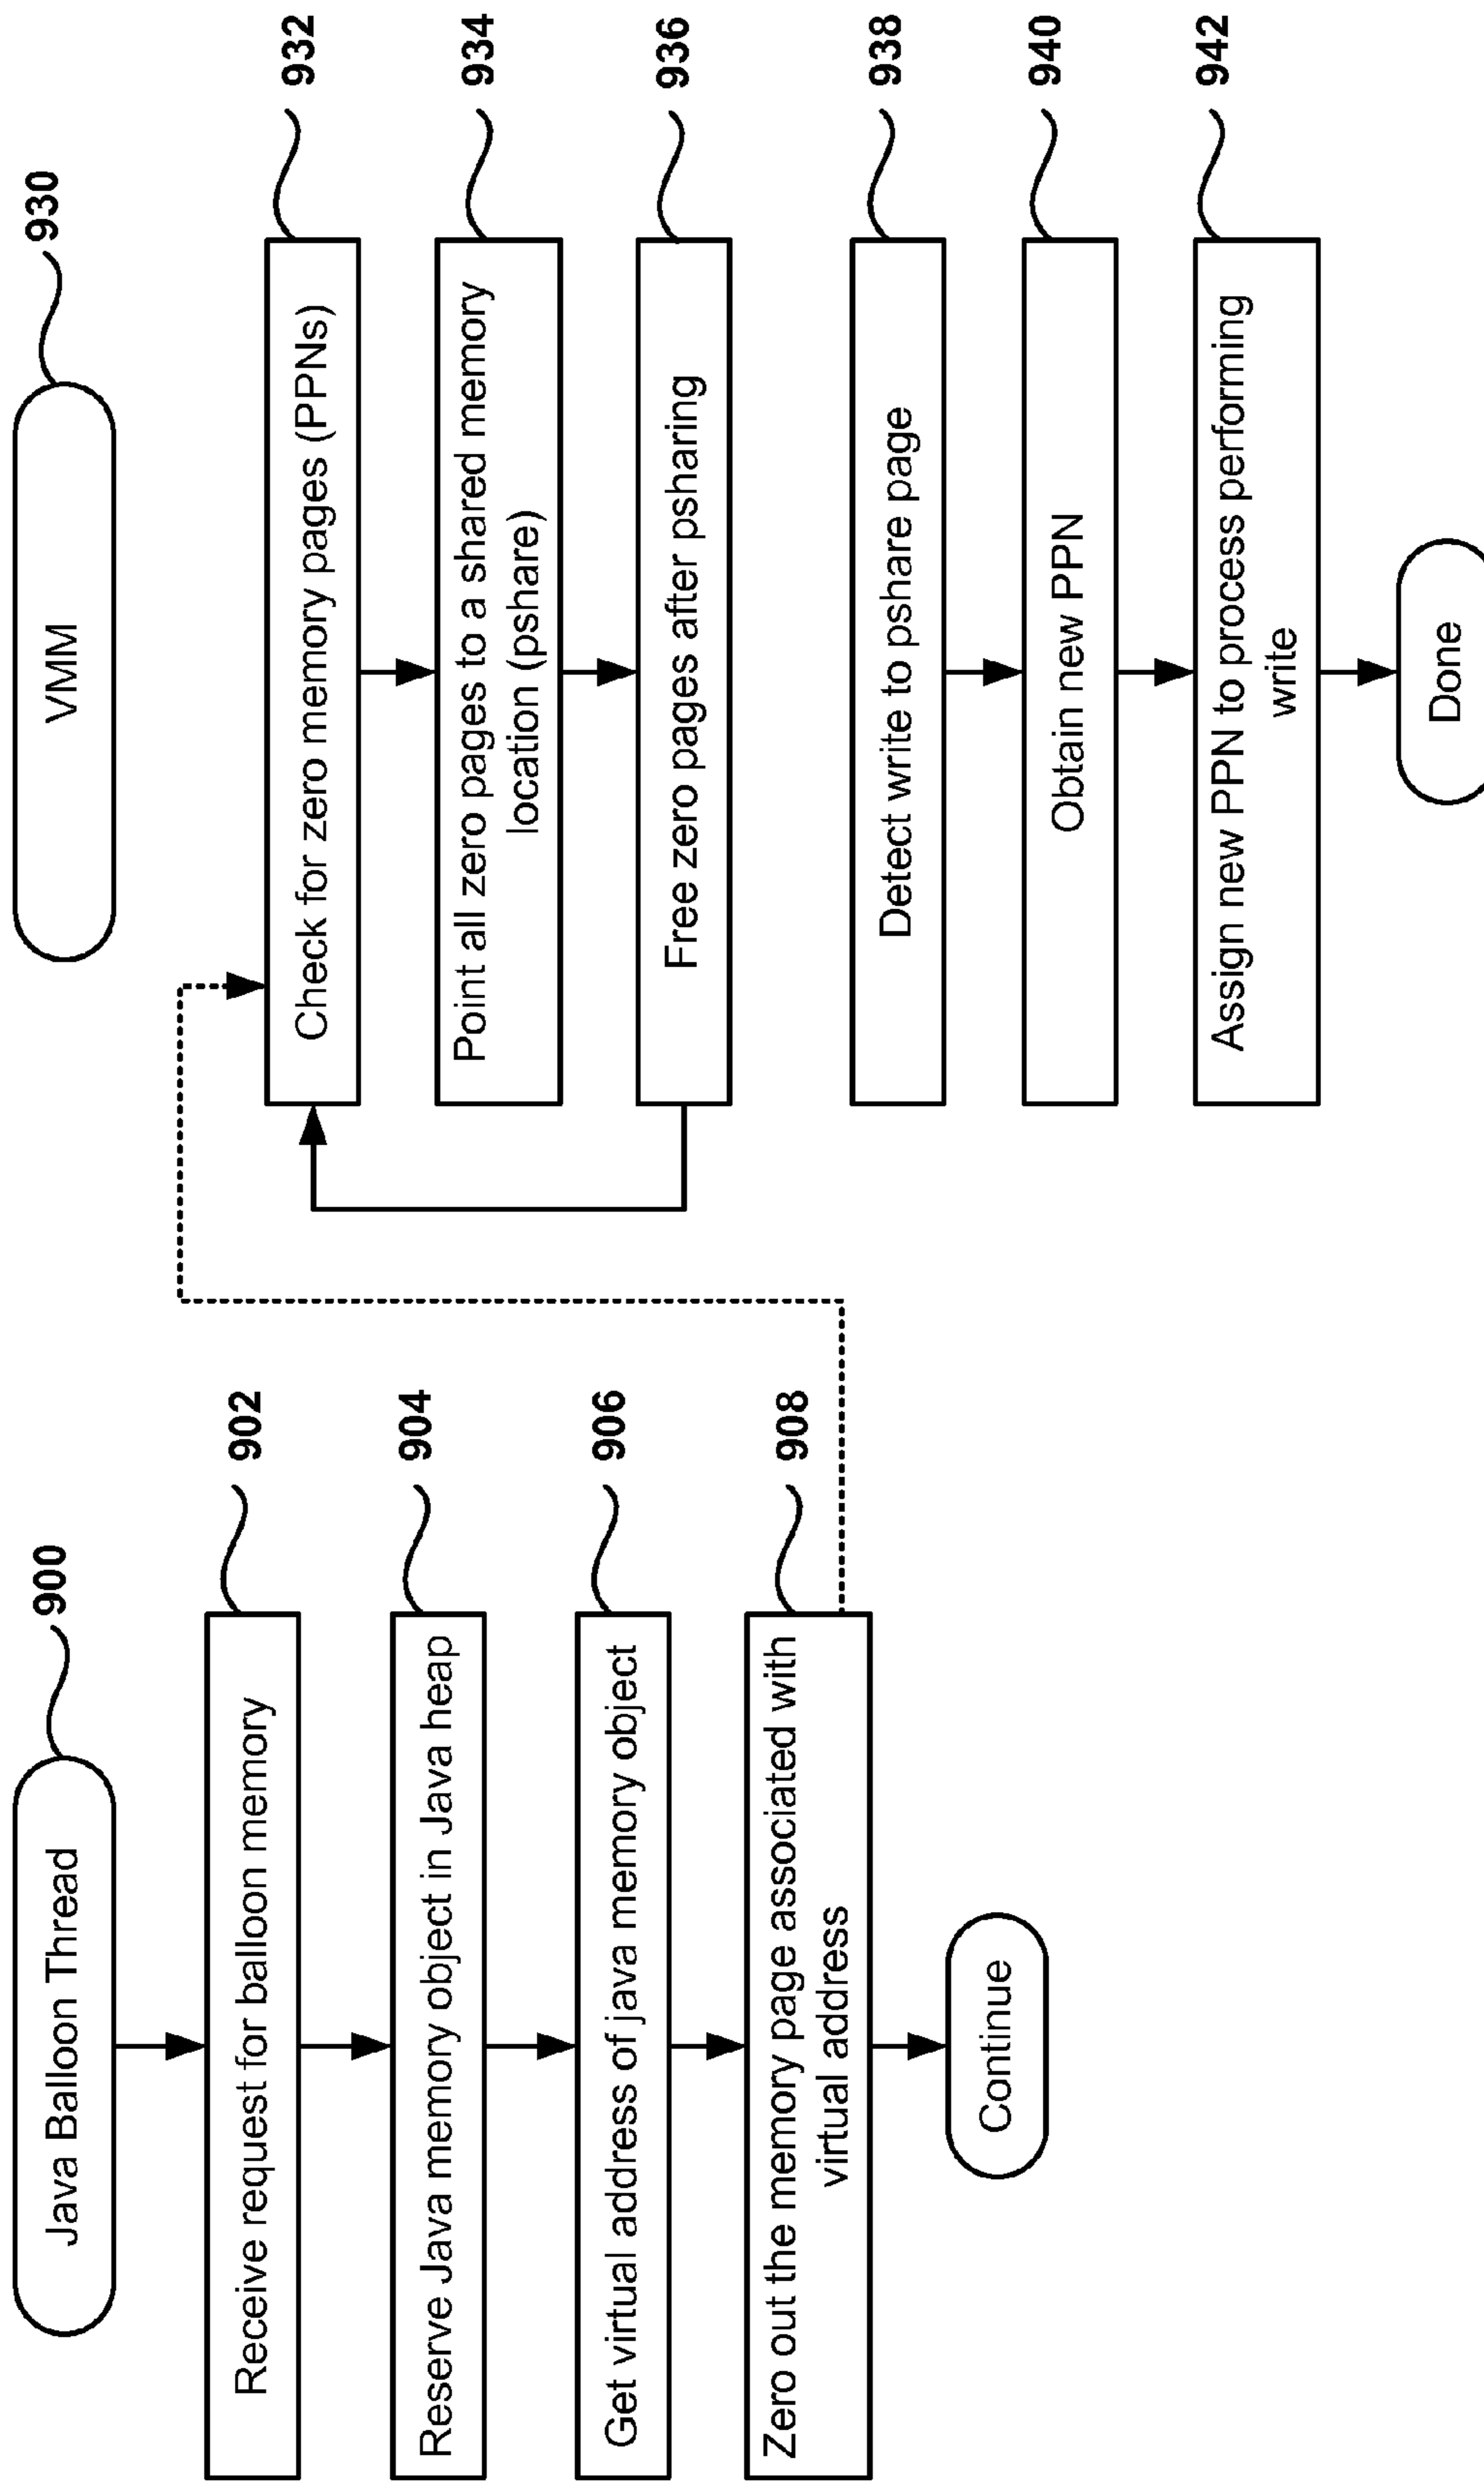 Java Balloon Thread
900
Receive request for balloon memory
902
Reserve Java memory object in Java heap
904
Get virtual address of java memory object
906
Zero out the memory page associated with
virtual address
908
Continue
VMM
930
Check for zero memory pages (PPNs)
932
Point all zero pages to a shared memory
location (pshare)
934
Free zero pages after psharing
936
Detect write to pshare page
938
Obtain new PPN
940
Assign new PPN to process performing
write
942
Done